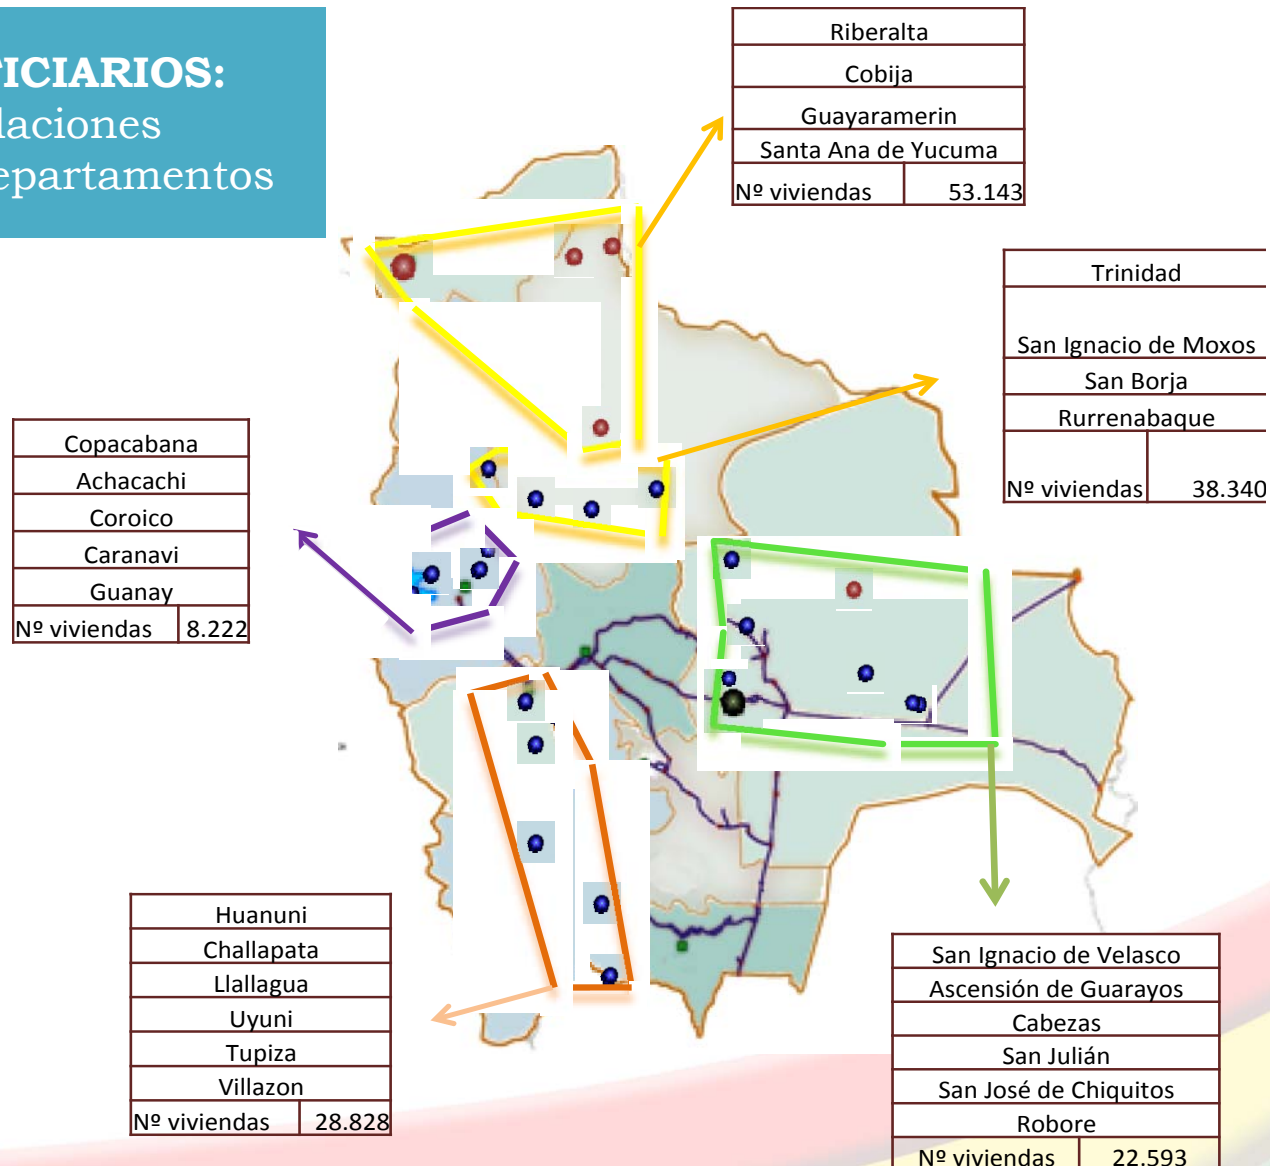 FICIARIOS:
laciones
epartamentos
Riberalta
Cobija
Guayaramerin
Santa Ana de Yucuma
Nº viviendas 53.143
Trinidad
San Ignacio de Moxos
San Borja
Rurrenabaque
Nº viviendas 38.340
Copacabana
Achacachi
Coroico
Caranavi
Guanay
Nº viviendas 8.222
Huanuni
Challapata
Llallagua
Uyuni
Tupiza
Villazon
Nº viviendas 28.828
San Ignacio de Velasco
Ascensión de Guarayos
Cabezas
San Julián
San José de Chiquitos
Robore
Nº viviendas 22.593